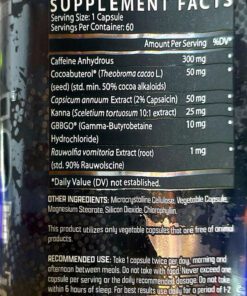 SUPPLEMENT FACTS
Serving Size: 1 Capsule
Servings Per Container: 60
Amount Per Serving %DV*
Caffeine Anhydrous 300 mg
Cocoabuterol* (Theobroma cacao L.) 50 mg
(seed) (std. min. 50% cocoa alkaloids)
Capsicum annuum Extract (2% Capsaicin) 50 mg
Kanna (Sceletium tortuosum) 10:1 extract 25 mg
GBBGO® (Gamma-Butyrobetaine 10 mg
Hydrochloride)
Rauwolfia vomitoria Extract (root) 1 mg
(std. 90% Rauwolscine)
*Daily Value (DV) not established.
OTHER INGREDIENTS: Microcrystalline Cellulose, Vegetable Capsule,
Magnesium Stearate, Silicon Dioxide, Chlorophyllin.
This product utilizes only vegetable capsules that are free of animal
products.
RECOMMENDED USE: Take 1 capsule twice per day, morning and
afternoon between meals. Do not take with food. Never exceed one
capsule per serving or 2 capsules daily. Do not take
within 6 hours of sleep. For best results use daily for a period of 1-2